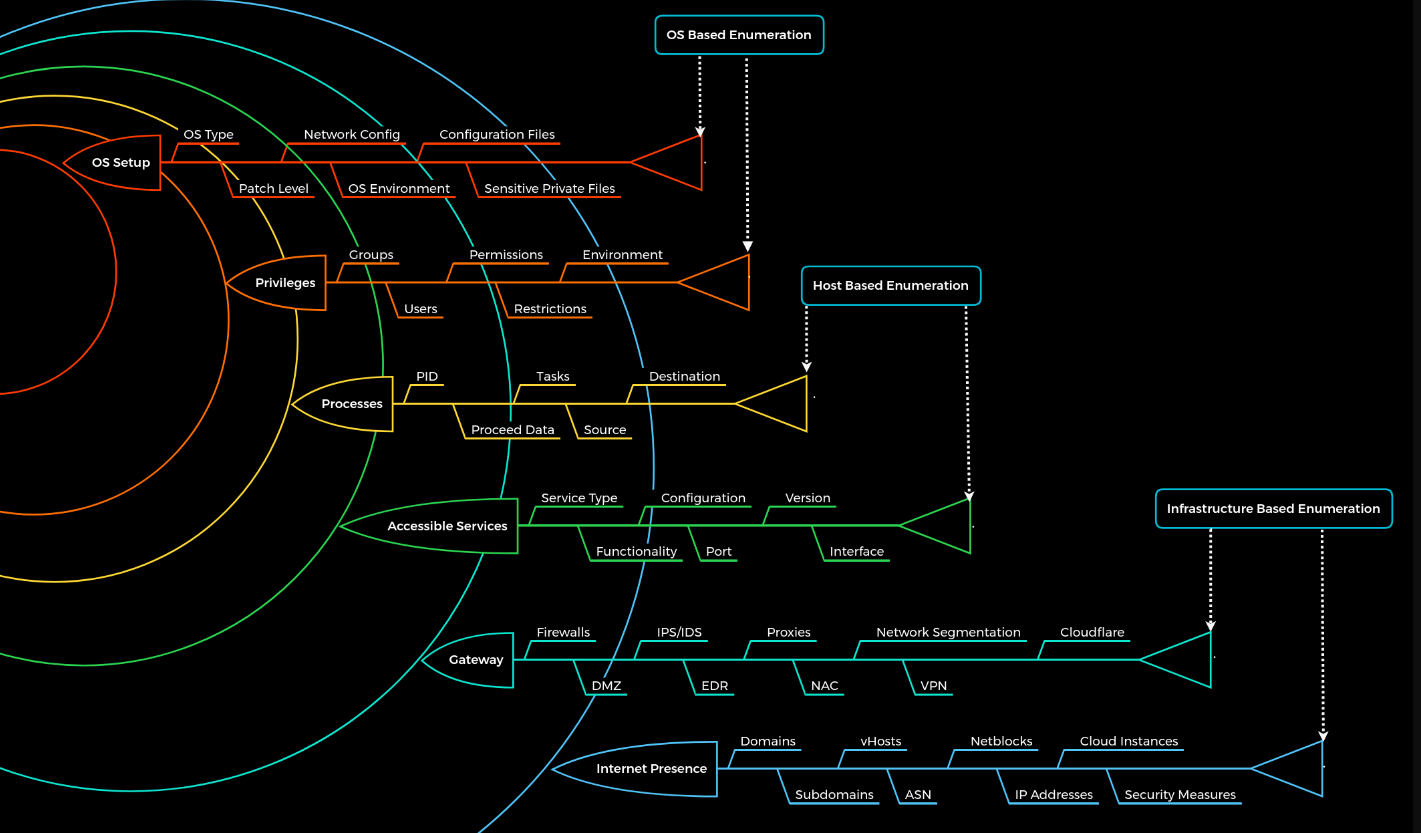 OS Based Enumeration
OS Type
Network Config
Configuration Files
OS Setup
Patch Level
OS Environment
Sensitive Private Files
Groups
Permissions
Environment
Privileges
Users
Restrictions
Host Based Enumeration
PID
Tasks
Destination
Processes
Proceed Data
Source
Service Type
Configuration
Version
Accessible Services
Functionality
Port
Interface
Infrastructure Based Enumeration
Firewalls
IPS/IDS
Proxies
Network Segmentation
Cloudflare
Gateway
DMZ
EDR
NAC
VPN
Domains
vHosts
Netblocks
Cloud Instances
Internet Presence
Subdomains
ASN
IP Addresses
Security Measures